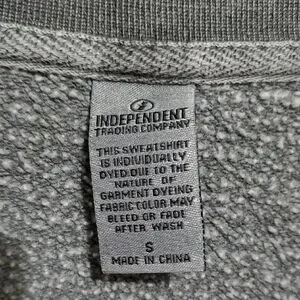 INDEPENDENT
TRADING COMPANY
THIS SWEATSHIRT
IS INDIVIDUALLY
DYED. DUE TO THE
NATURE OF
GARMENT DYEING
FABRIC COLOR MAY
BLEED OR FADE
AFTER WASH
S
MADE IN CHINA